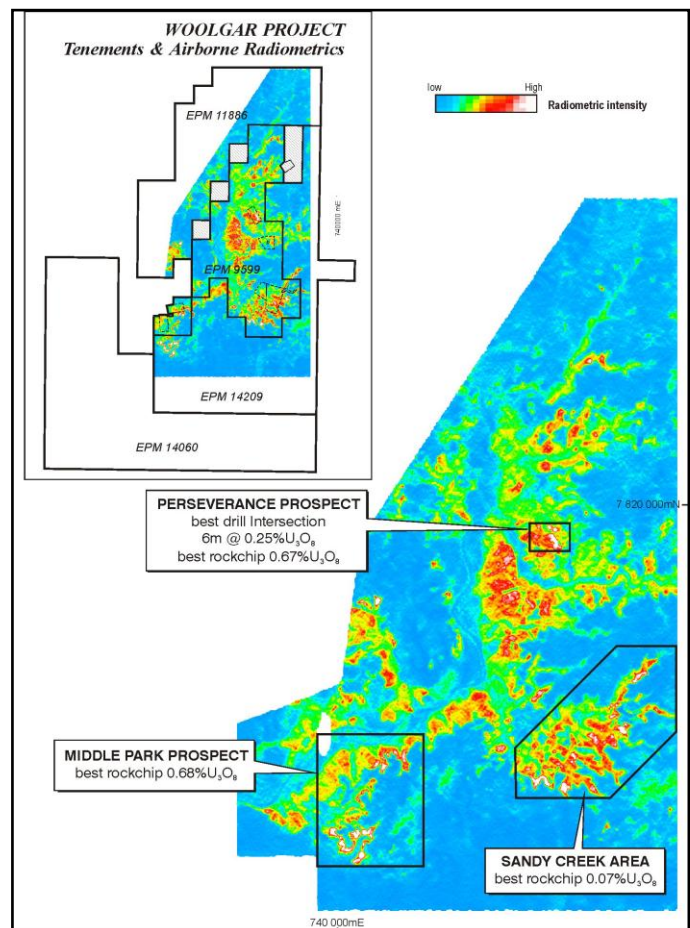 WOOLGAR PROJECT
Tenements & Airborne Radiometrics
EPM 11886
740000 mE
EPM 9599
EPM 14209
EPM 14060
low High
Radiometric intensity
7 820 000mN
PERSEVERANCE PROSPECT
best drill Intersection
6m @ 0.25%U₃O₈
best rockchip 0.67%U₃O₈
MIDDLE PARK PROSPECT
best rockchip 0.68%U₃O₈
SANDY CREEK AREA
best rockchip 0.07%U₃O₈
740 000mE